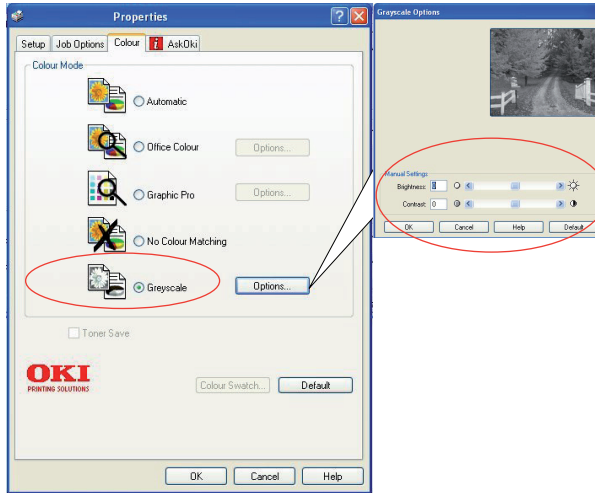 Properties
Setup Job Options Colour AskOki
Colour Mode
Automatic
Office Colour Options...
Graphic Pro Options...
No Colour Matching
Greyscale Options...
Toner Save
OKI
PRINTING SOLUTIONS
Colour Swatch... Default
OK Cancel Help
Grayscale Options
Manual Settings
Brightness: 0
Contrast: 0
OK Cancel Help Default